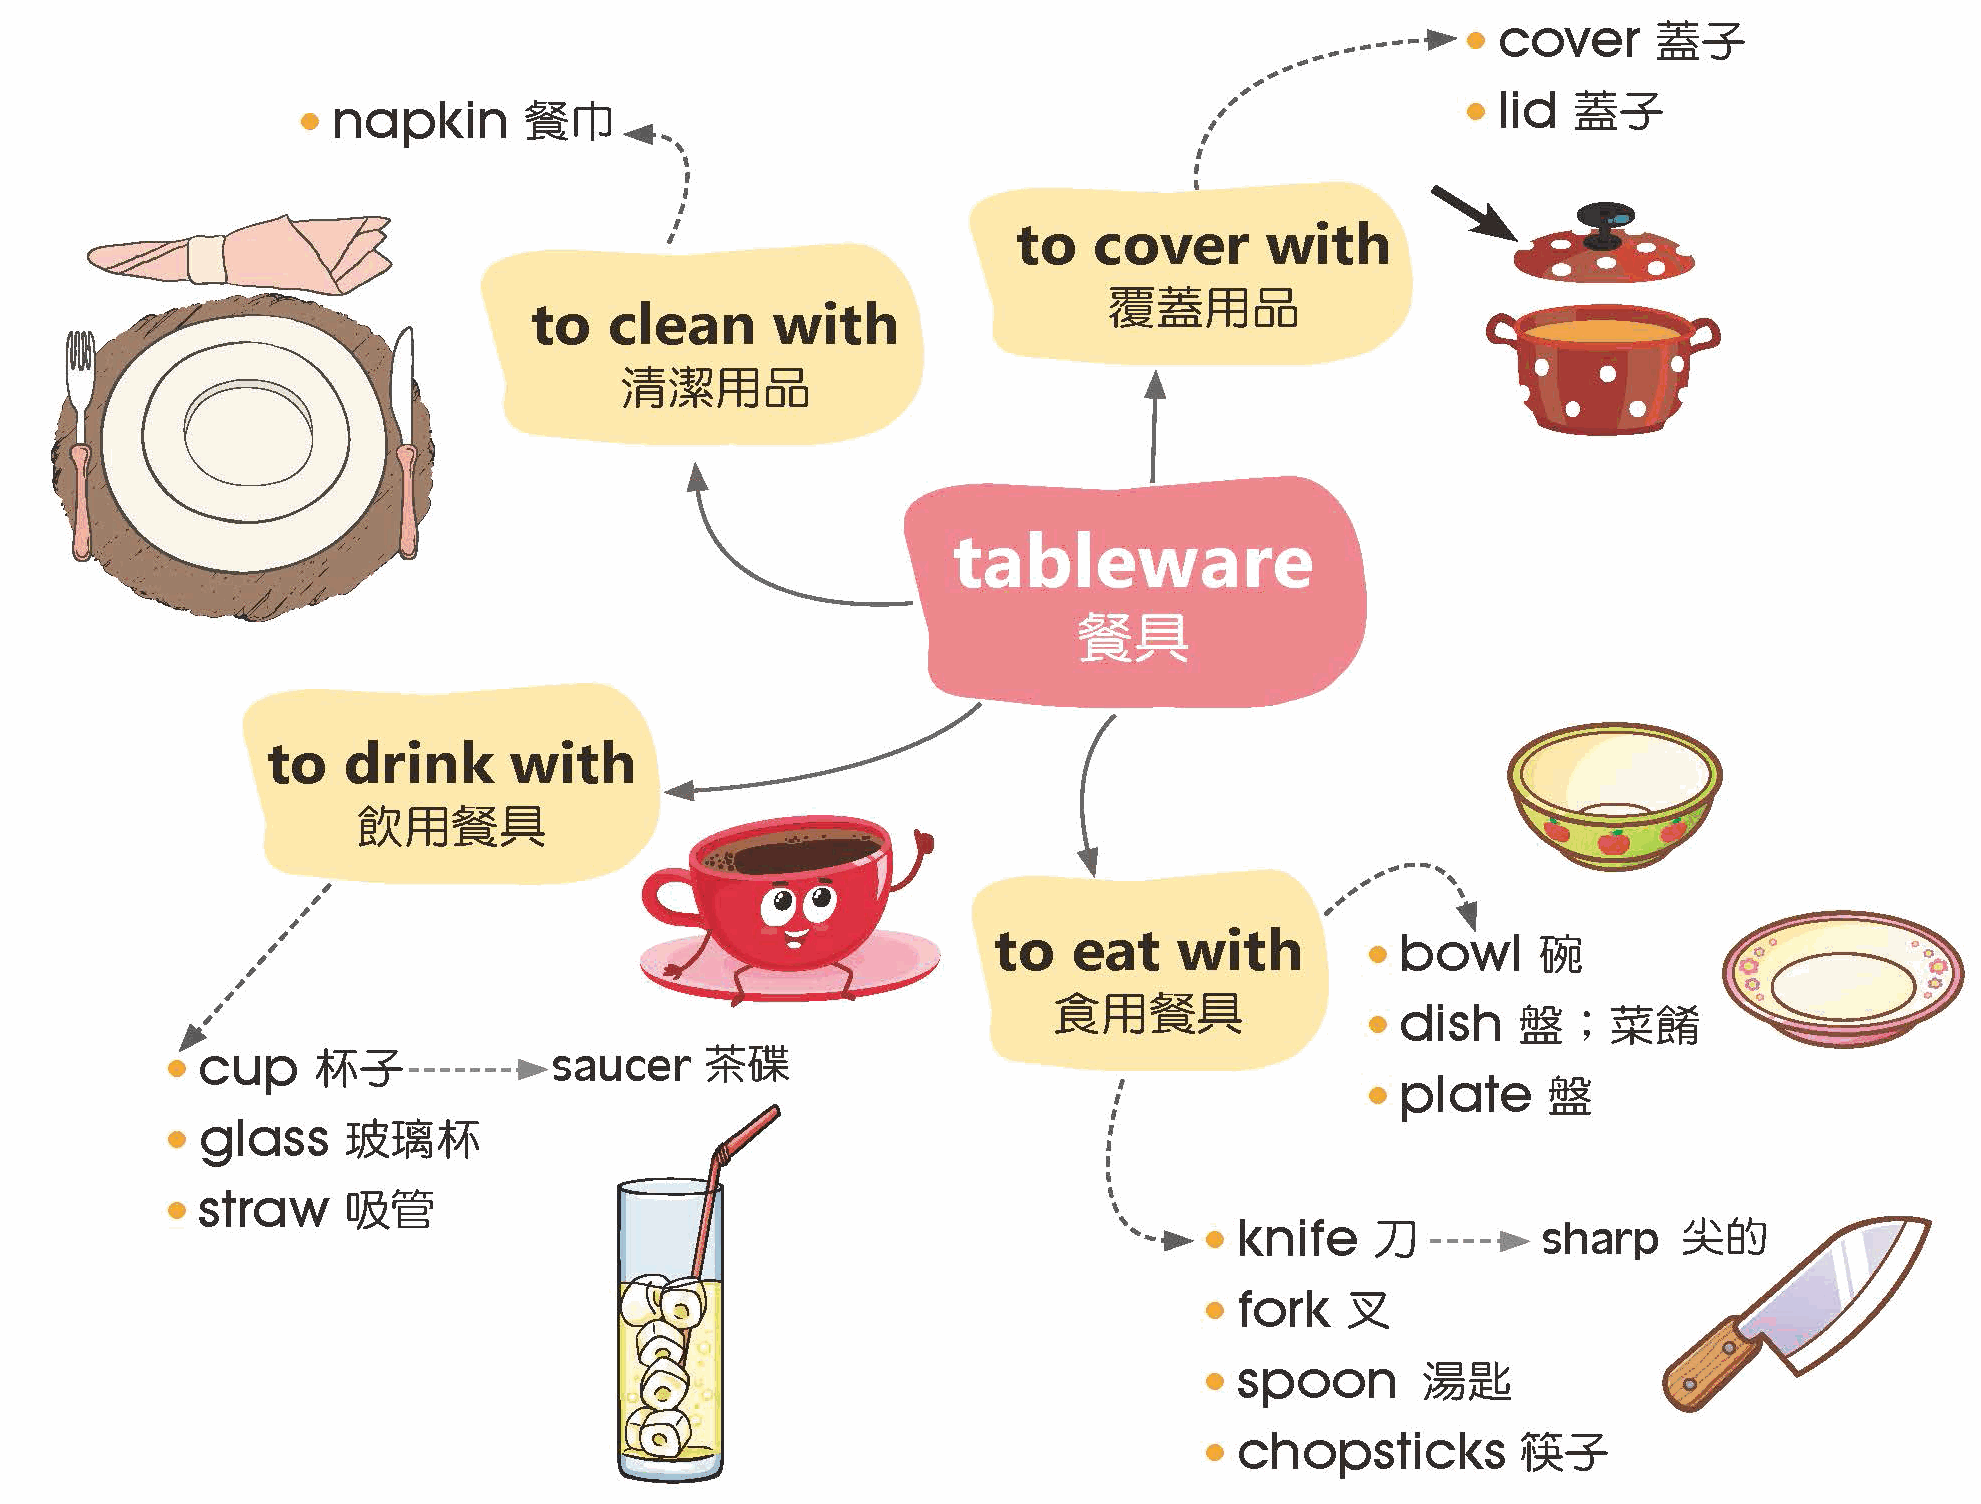 cover 蓋子
lid 蓋子
napkin 餐巾
to cover with
覆蓋用品
to clean with
清潔用品
tableware
餐具
to drink with
飲用餐具
cup 杯子 saucer 茶碟
glass 玻璃杯
straw 吸管
to eat with
食用餐具
bowl 碗
dish 盤；菜餚
plate 盤
knife 刀 sharp 尖的
fork 叉
spoon 湯匙
chopsticks 筷子